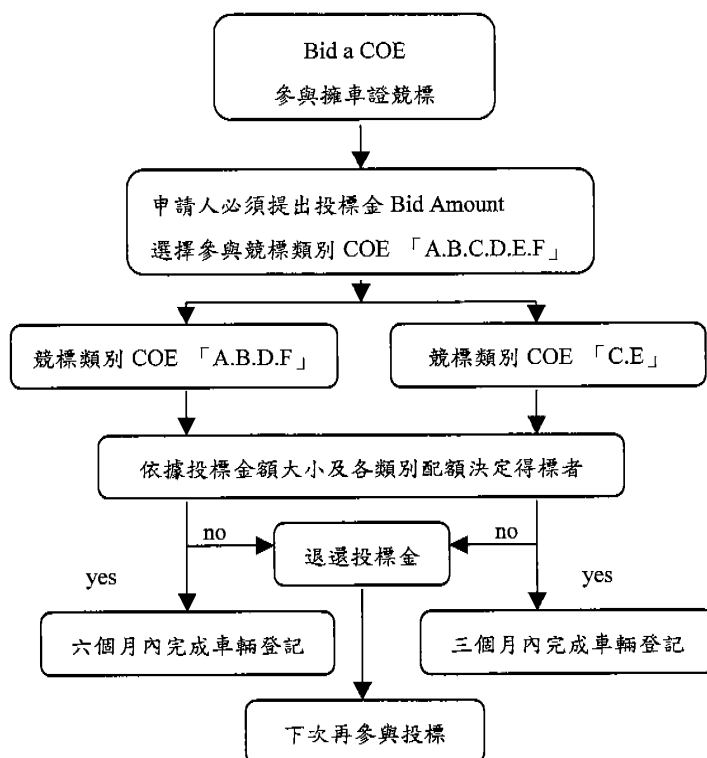 Bid a COE
參與擁車證競標
申請人必須提出投標金 Bid Amount
選擇參與競標類別 COE 「A.B.C.D.E.F」
競標類別 COE 「A.B.D.F」
競標類別 COE 「C.E」
依據投標金額大小及各類別配額決定得標者
no
退還投標金
no
yes
yes
六個月內完成車輛登記
三個月內完成車輛登記
下次再參與投標